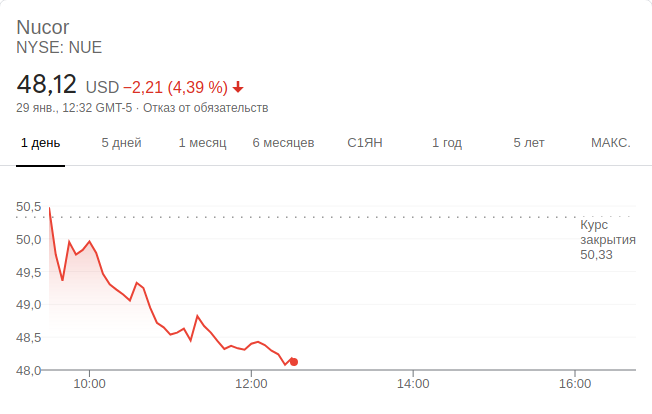 Nucor
NYSE: NUE
48,12 USD −2,21 (4,39 %)
29 янв., 12:32 GMT-5 · Отказ от обязательств
1 день 5 дней 1 месяц 6 месяцев С1ЯН 1 год 5 лет МАКС.
50,5
Курс
закрытия
50,33
50,0
49,5
49,0
48,5
48,0
10:00 12:00 14:00 16:00